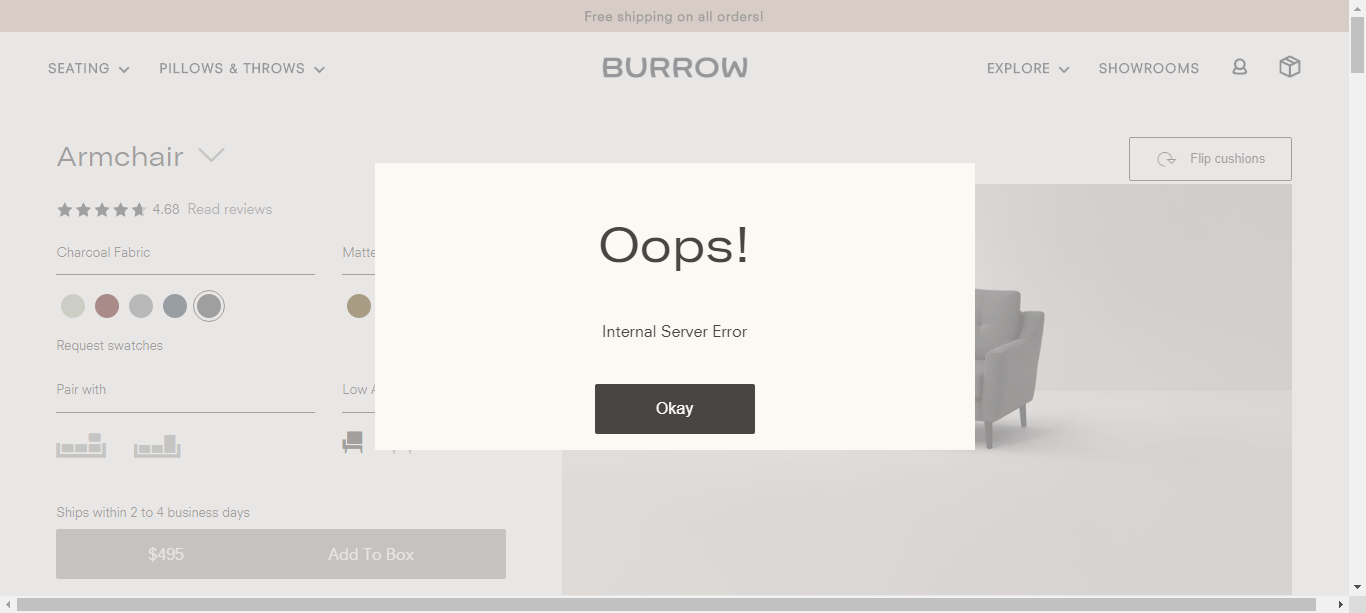 Free shipping on all orders!
SEATING
PILLOWS & THROWS
BURROW
EXPLORE
SHOWROOMS
Armchair
Flip cushions
4.68 Read reviews
Charcoal Fabric
Matte
Request swatches
Pair with
Low
Oops!
Internal Server Error
Okay
Ships within 2 to 4 business days
$495
Add To Box